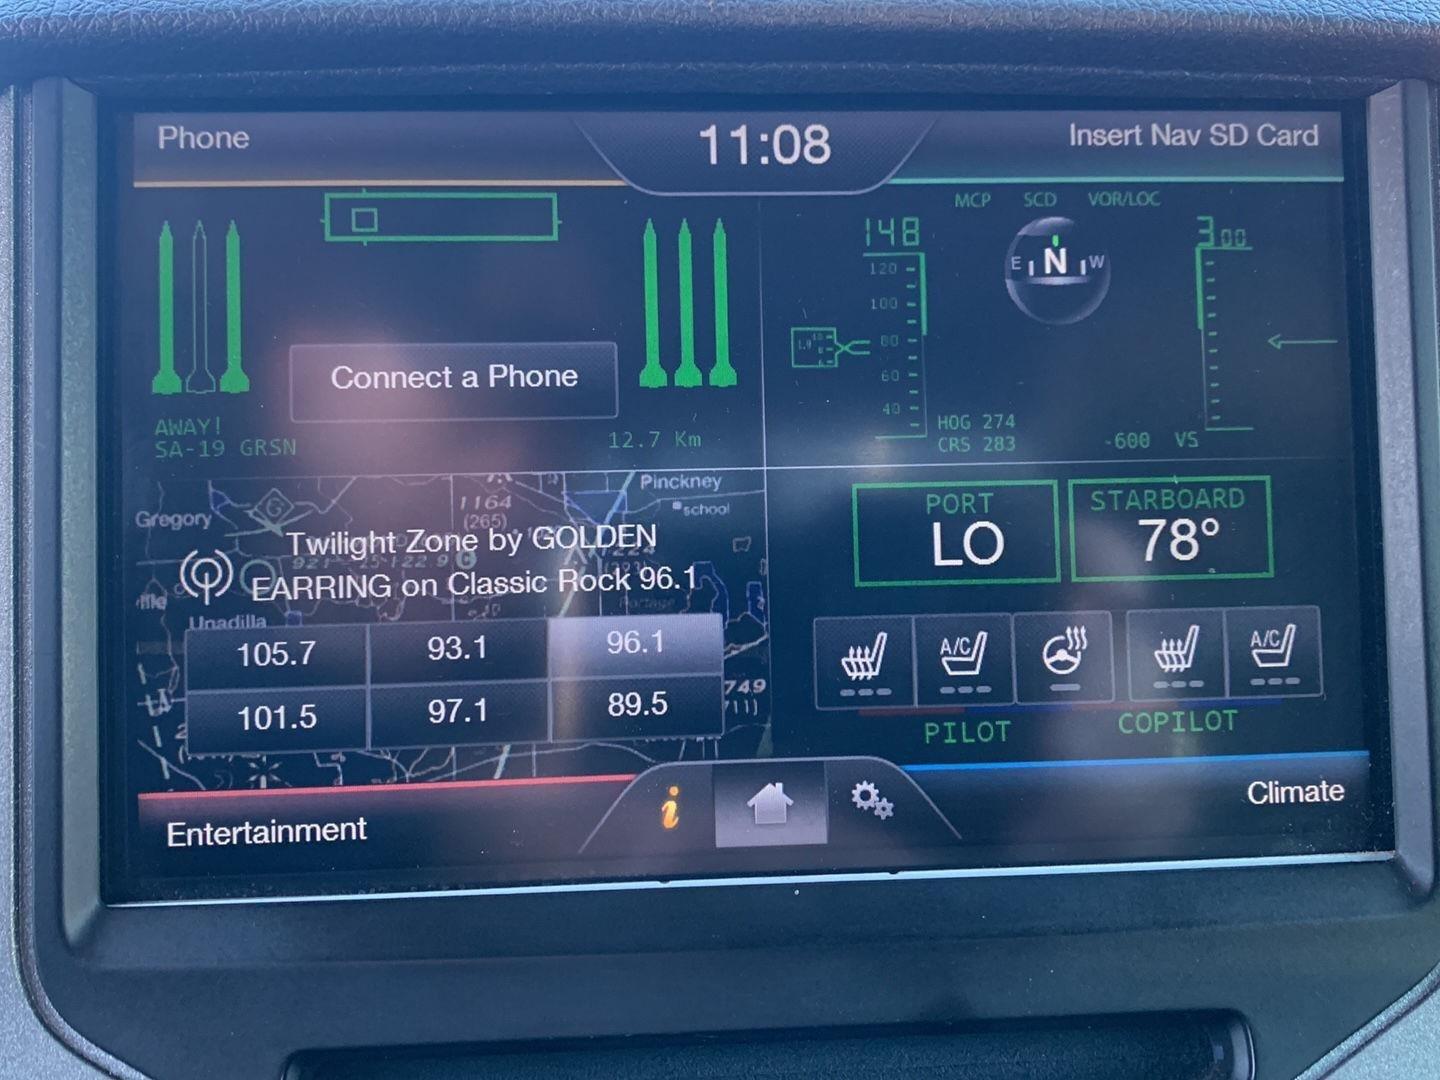 Phone
11:08
Insert Nav SD Card
MCP SCD VOR/LOC
148
300
E N W
120
100
80
60
40
Connect a Phone
AWAY!
SA-19 GRSN
12.7 Km
HOG 274
CRS 283
-600 VS
Pinckney
school
1164
(265)
Gregory
G
PORT
LO
STARBOARD
78°
Twilight Zone by GOLDEN
EARRING on Classic Rock 96.1
Unadilla
105.7 93.1 96.1
101.5 97.1 89.5
749
A/C
A/C
PILOT
COPILOT
Entertainment
i
Climate